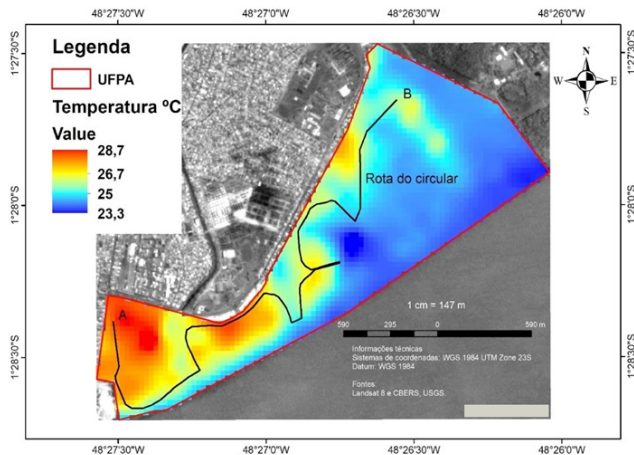 48°27'30"S 48°27'0"W 48°26'30"S 48°26'0"W
1°27'30"S
1°28'0"S
1°28'30"S
Legenda
UFPA
Temperatura ºC
Value
28,7
26,7
25
23,3
N
W E
S
B
Rota do circular
A
1 cm = 147 m
590 295 0 590 m
Informações técnicas
Sistemas de coordenadas: WGS 1984 UTM Zone 23S
Datum: WGS 1984
Fontes
Landsat 8 e CBERS, USGS.
1°27'30"S
1°28'0"S
1°28'30"S
48°27'30"W 48°27'0"W 48°26'30"W 48°26'0"W